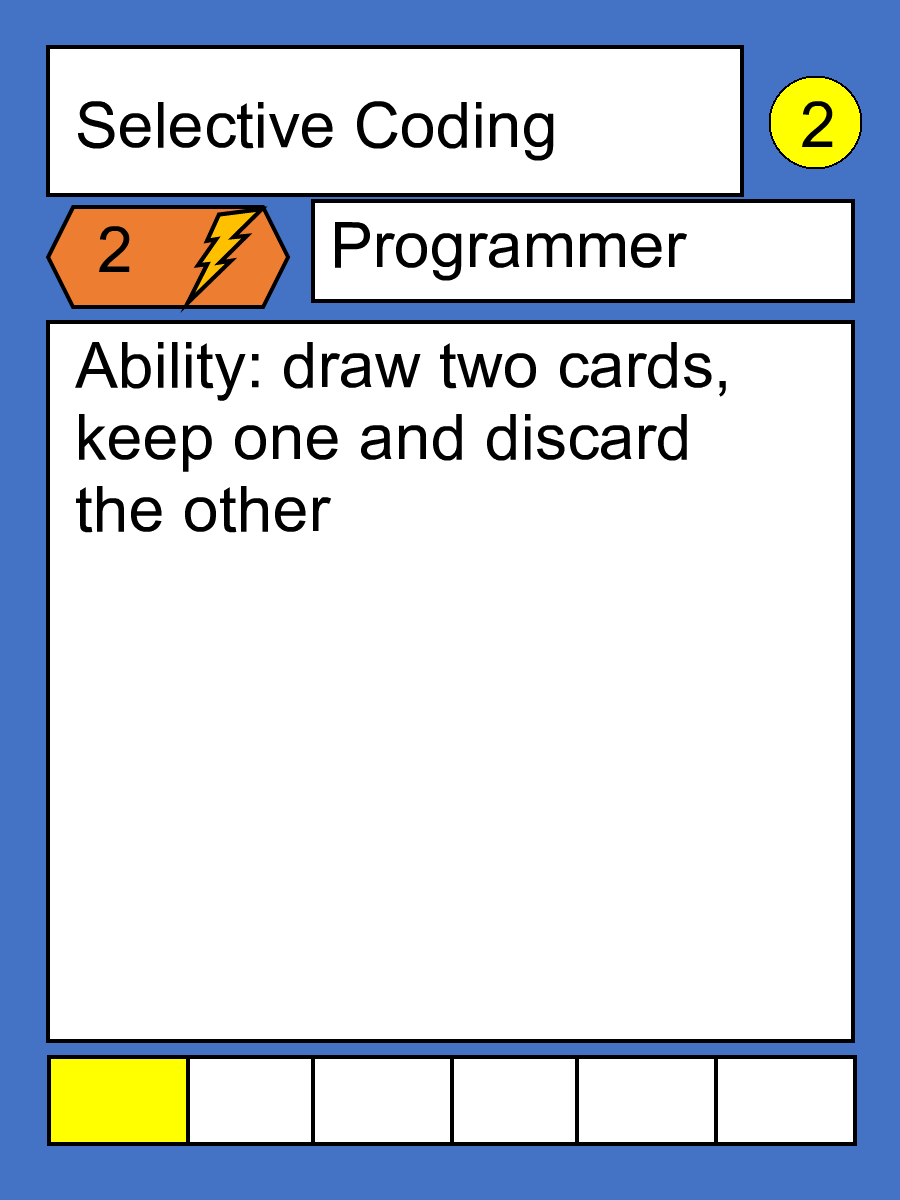 Selective Coding
2
2
Programmer
Ability: draw two cards,
keep one and discard
the other